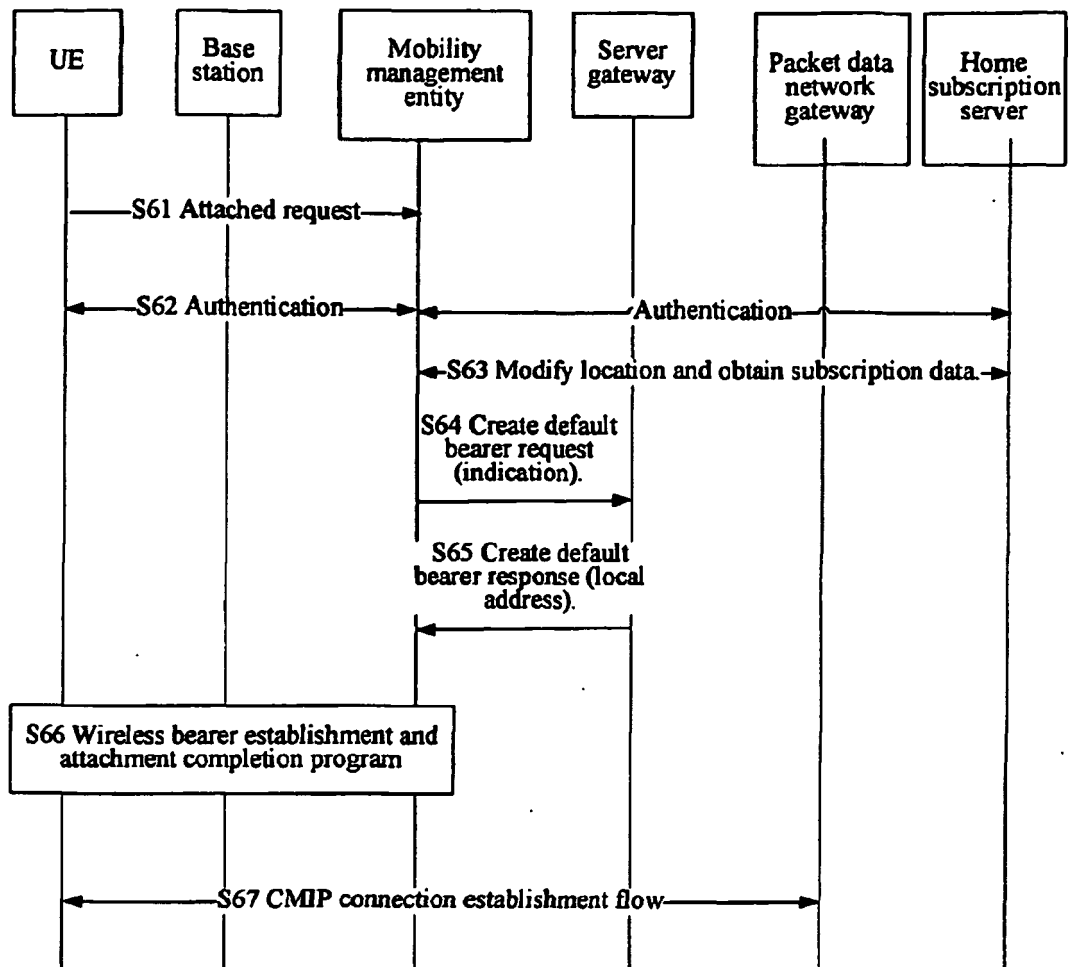 UE
Base
station
Mobility
management
entity
Server
gateway
Packet data
network
gateway
Home
subscription
server
S61 Attached request
S62 Authentication
Authentication
S63 Modify location and obtain subscription data.
S64 Create default
bearer request
(indication).
S65 Create default
bearer response (local
address).
S66 Wireless bearer establishment and
attachment completion program
S67 CMIP connection establishment flow